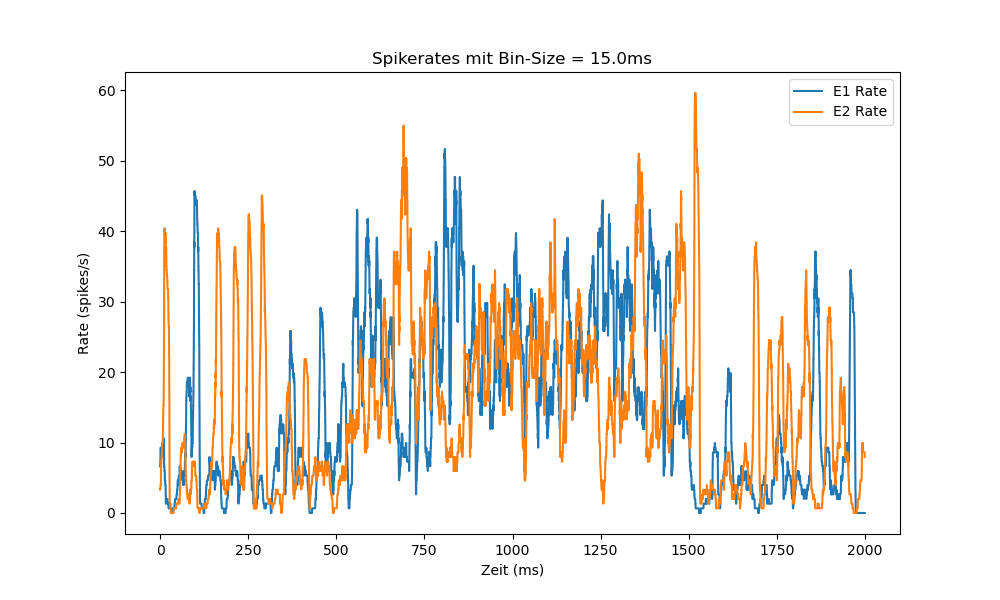 Spikerates mit Bin-Size = 15.0ms
E1 Rate
E2 Rate
60
50
40
30
20
10
0
Rate (spikes/s)
0 250 500 750 1000 1250 1500 1750 2000
Zeit (ms)